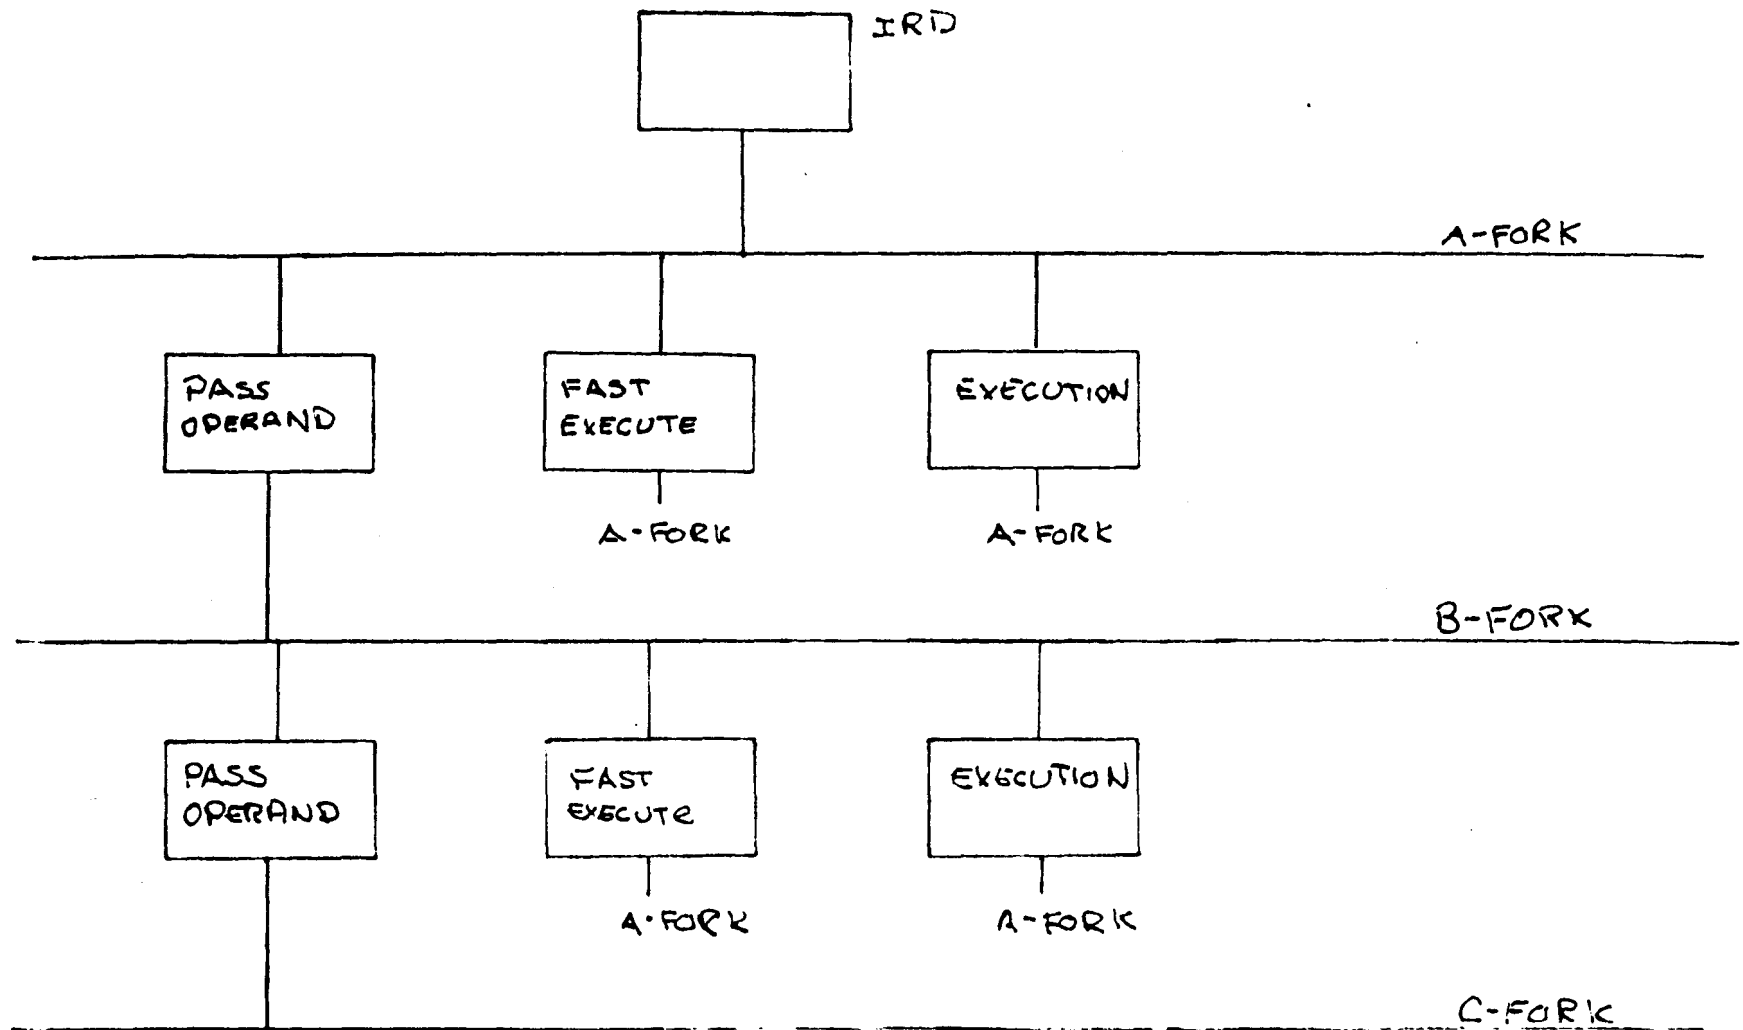 IRD
A-FORK
PASS
OPERAND
FAST
EXECUTE
EXECUTION
A-FORK
A-FORK
B-FORK
PASS
OPERAND
FAST
EXECUTE
EXECUTION
A-FORK
A-FORK
C-FORK